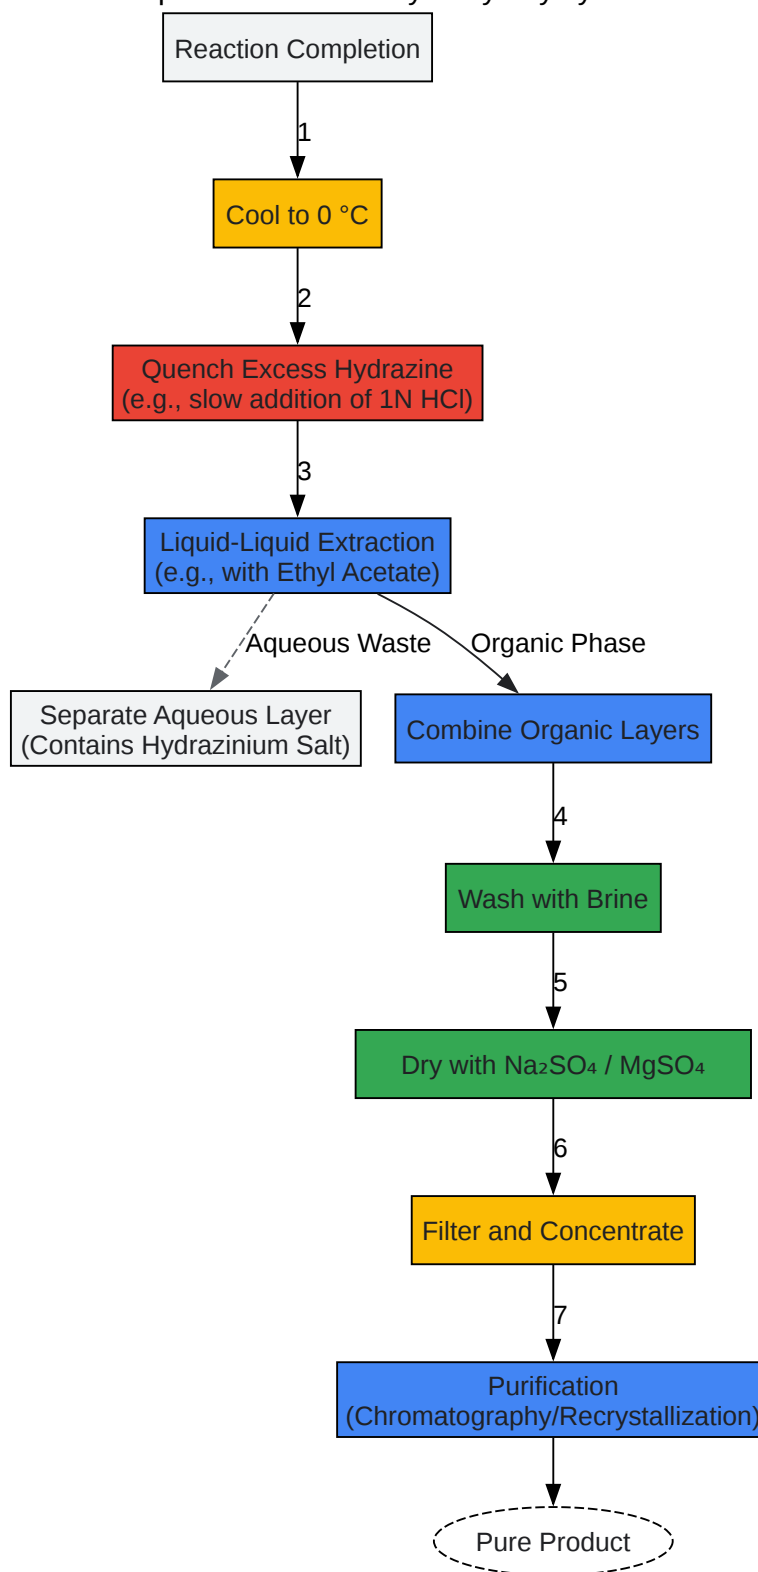 Reaction Completion
1
Cool to 0 °C
2
Quench Excess Hydrazine
(e.g., slow addition of 1N HCl)
3
Liquid-Liquid Extraction
(e.g., with Ethyl Acetate)
Aqueous Waste
Organic Phase
Separate Aqueous Layer
(Contains Hydrazinium Salt)
Combine Organic Layers
4
Wash with Brine
5
Dry with Na₂SO₄ / MgSO₄
6
Filter and Concentrate
7
Purification
(Chromatography/Recrystallization)
Pure Product